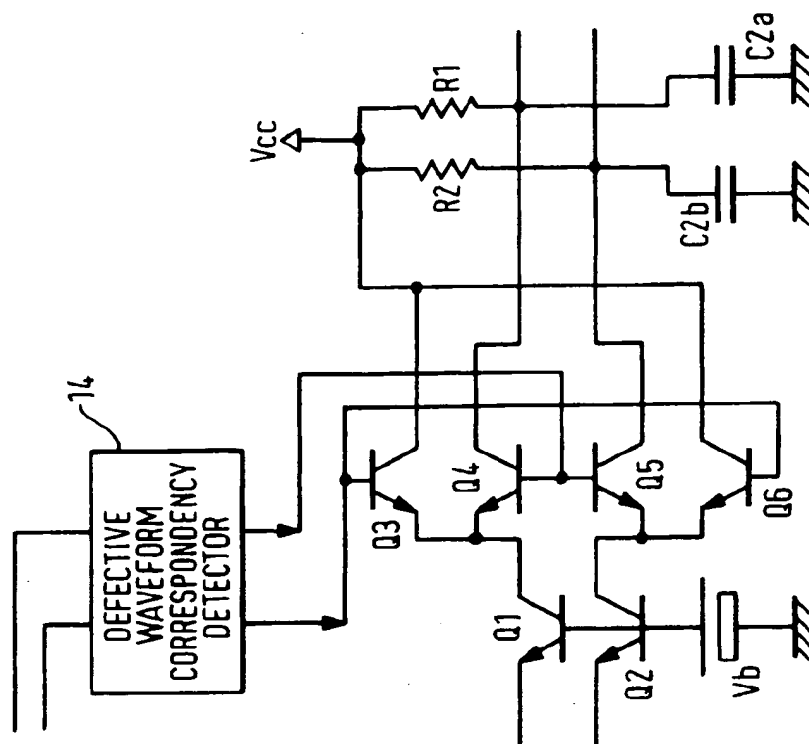 14
DEFECTIVE
WAVEFORM
CORRESPONDENCY
DETECTOR
Vcc
R2
R1
Q3
Q4
Q5
Q6
Q1
Q2
Vb
C2b
C2a